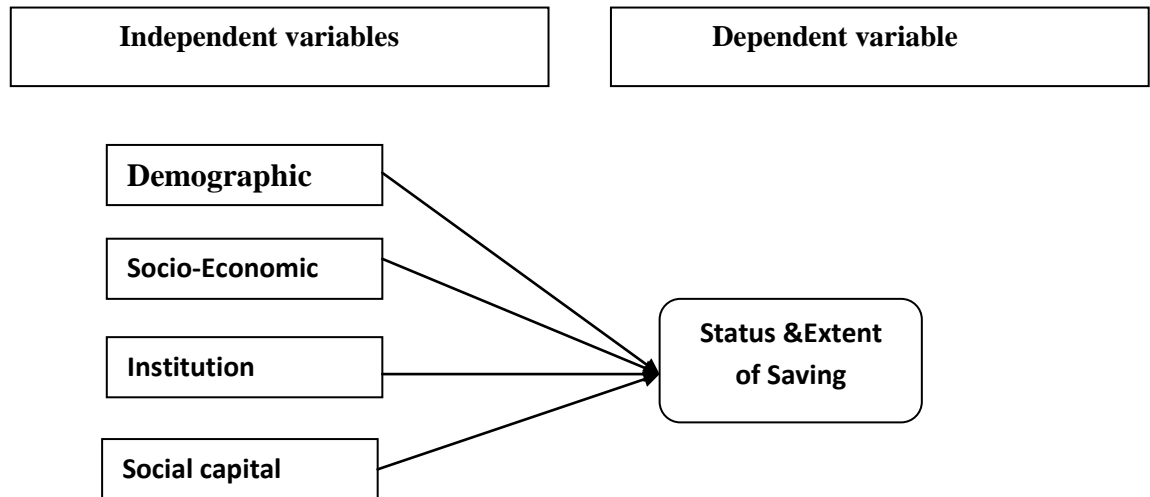 Independent variables
Dependent variable
Demographic
Socio-Economic
Institution
Social capital
Status &Extent
of Saving